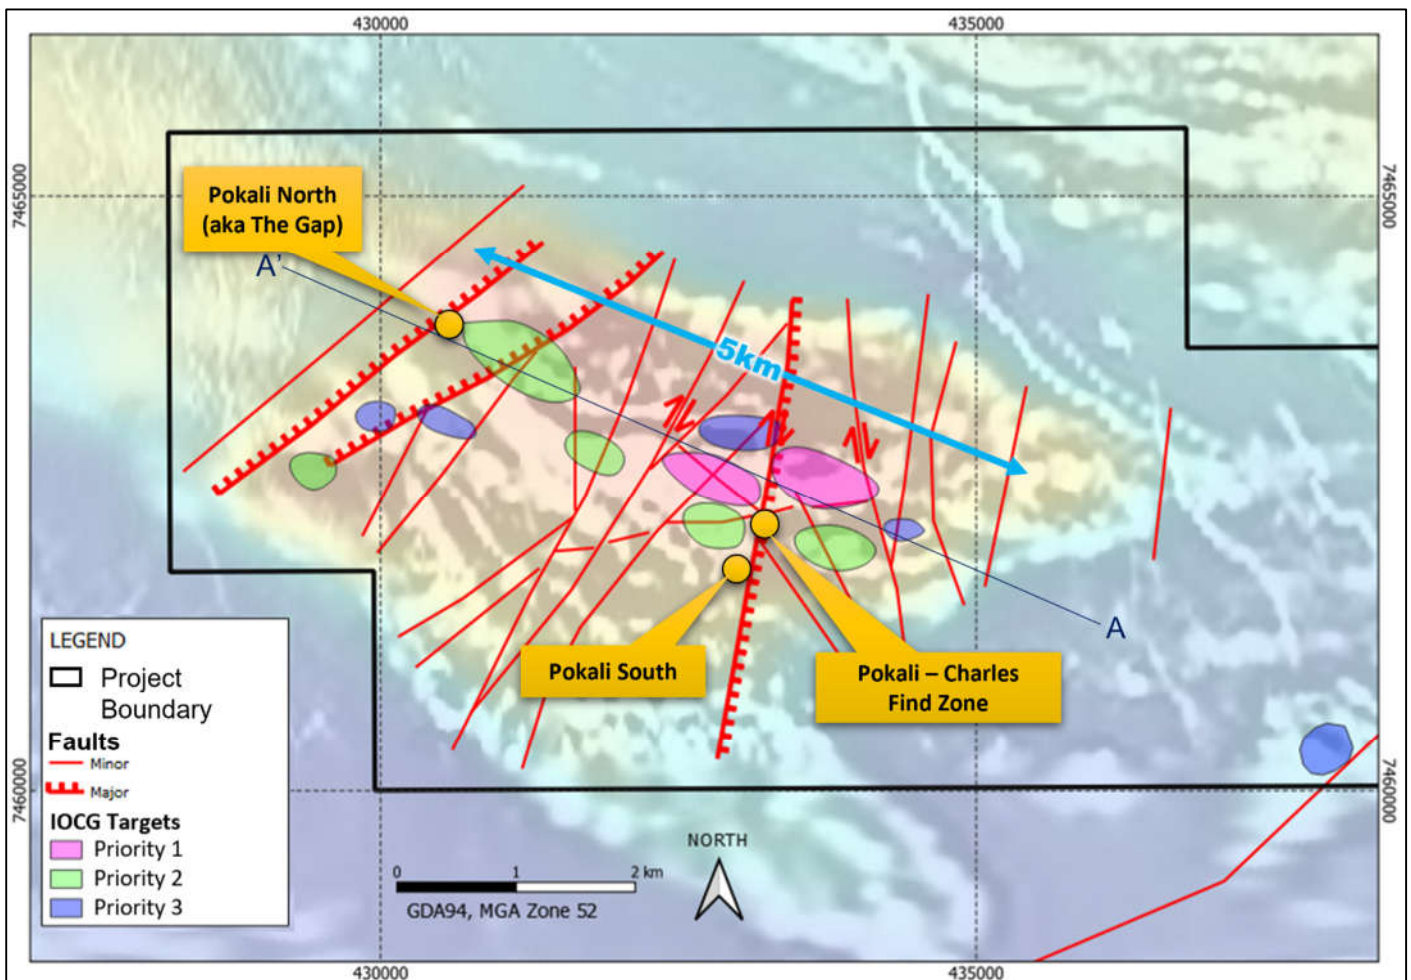 430000
435000
7465000
7465000
Pokali North
(aka The Gap)
A'
5km
A
Pokali South
Pokali – Charles
Find Zone
LEGEND
Project
Boundary
Faults
Minor
Major
IOCG Targets
Priority 1
Priority 2
Priority 3
7460000
7460000
NORTH
0 1 2 km
GDA94, MGA Zone 52
430000
435000